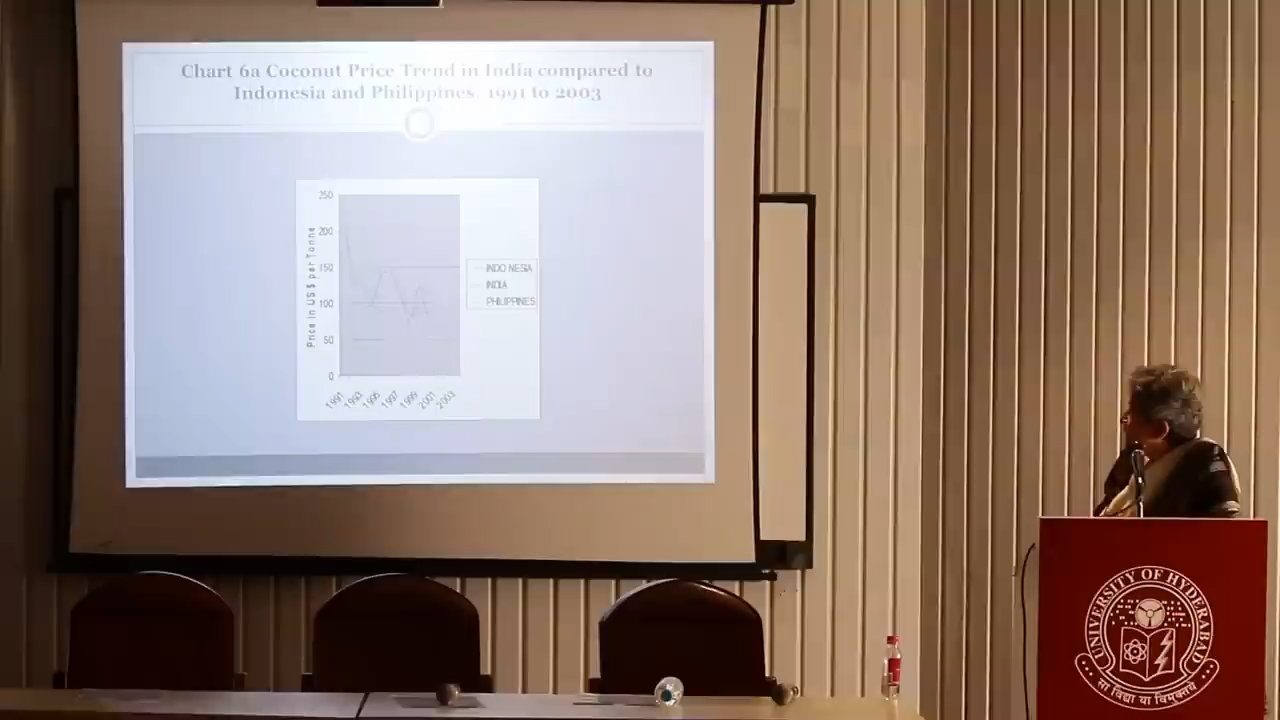 Chart 6a Coconut Price Trend in India compared to
Indonesia and Philippines, 1991 to 2003
250
200
150
100
50
0
Price in US $ per Tonne
1991
1993
1995
1997
1999
2001
2003
INDONESIA
INDIA
PHILIPPINES
UNIVERSITY OF HYDERABAD
सा विद्या या विमुक्तये